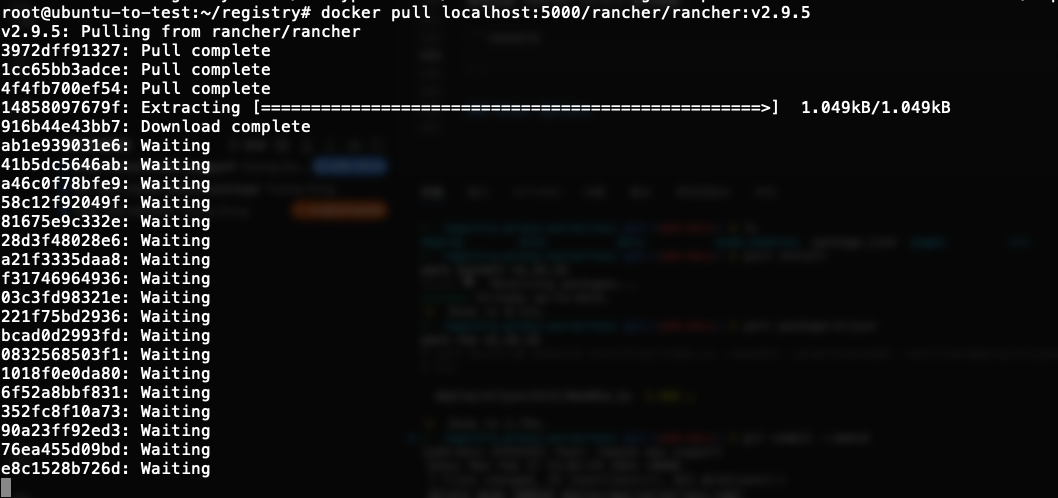 root@ubuntu-to-test:~/registry# docker pull localhost:5000/rancher/rancher:v2.9.5
v2.9.5: Pulling from rancher/rancher
3972dff91327: Pull complete
1cc65bb3adce: Pull complete
4f4fb700ef54: Pull complete
14858097679f: Extracting [==================================================>]  1.049kB/1.049kB
916b44e43bb7: Download complete
ab1e939031e6: Waiting
41b5dc5646ab: Waiting
a46c0f78bfe9: Waiting
58c12f92049f: Waiting
81675e9c332e: Waiting
28d3f48028e6: Waiting
a21f3335daa8: Waiting
f31746964936: Waiting
03c3fd98321e: Waiting
221f75bd2936: Waiting
bcad0d2993fd: Waiting
0832568503f1: Waiting
1018f0e0da80: Waiting
6f52a8bbf831: Waiting
352fc8f10a73: Waiting
90a23ff92ed3: Waiting
76ea455d09bd: Waiting
e8c1528b726d: Waiting